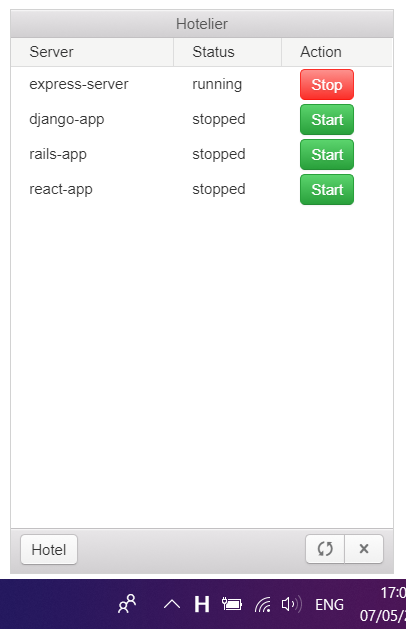 Hotelier
Server Status Action
express-server running Stop
django-app stopped Start
rails-app stopped Start
react-app stopped Start
Hotel
H ENG 17:0
07/05/2